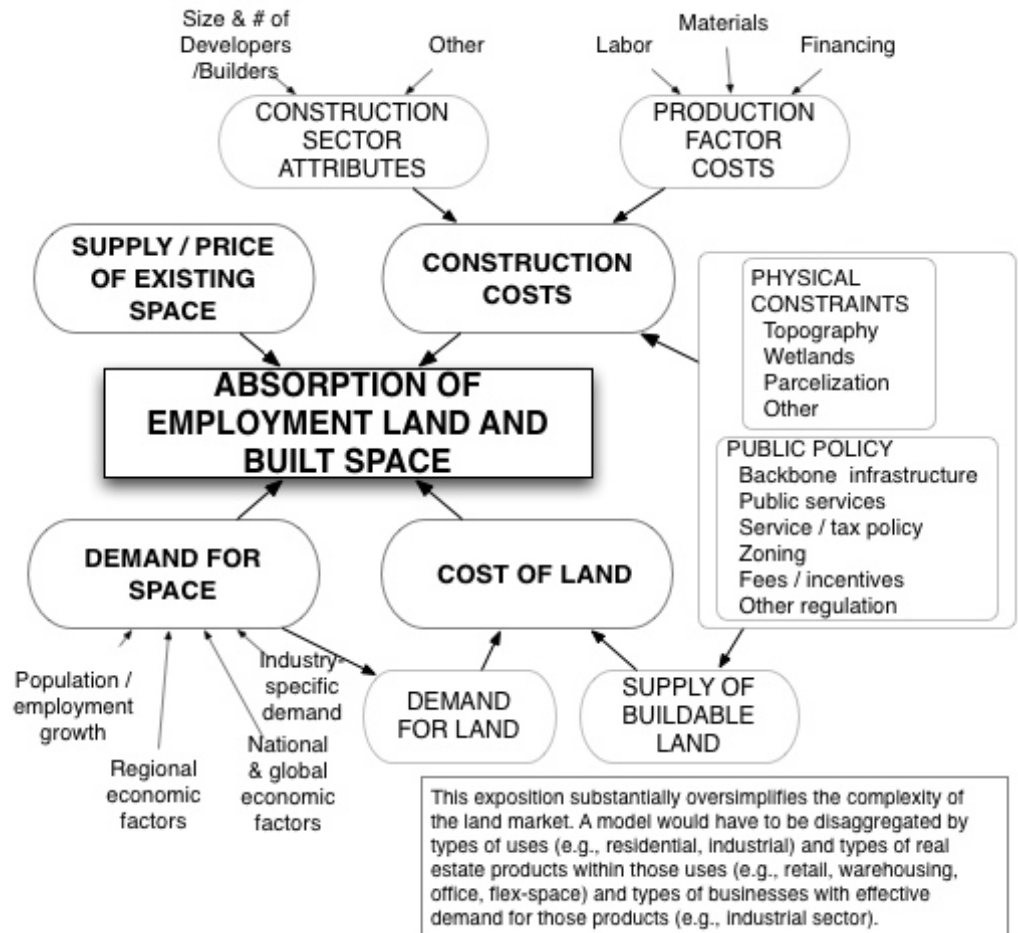 Size & # of
Developers
/Builders
Other
Labor
Materials
Financing
CONSTRUCTION
SECTOR
ATTRIBUTES
PRODUCTION
FACTOR
COSTS
SUPPLY / PRICE
OF EXISTING
SPACE
CONSTRUCTION
COSTS
PHYSICAL
CONSTRAINTS
Topography
Wetlands
Parcelization
Other
ABSORPTION OF
EMPLOYMENT LAND AND
BUILT SPACE
PUBLIC POLICY
Backbone infrastructure
Public services
Service / tax policy
Zoning
Fees / incentives
Other regulation
DEMAND FOR
SPACE
COST OF LAND
Population /
employment
growth
Regional
economic
factors
National
& global
economic
factors
Industry-
specific
demand
DEMAND
FOR LAND
SUPPLY OF
BUILDABLE
LAND
This exposition substantially oversimplifies the complexity of
the land market. A model would have to be disaggregated by
types of uses (e.g., residential, industrial) and types of real
estate products within those uses (e.g., retail, warehousing,
office, flex-space) and types of businesses with effective
demand for those products (e.g., industrial sector).